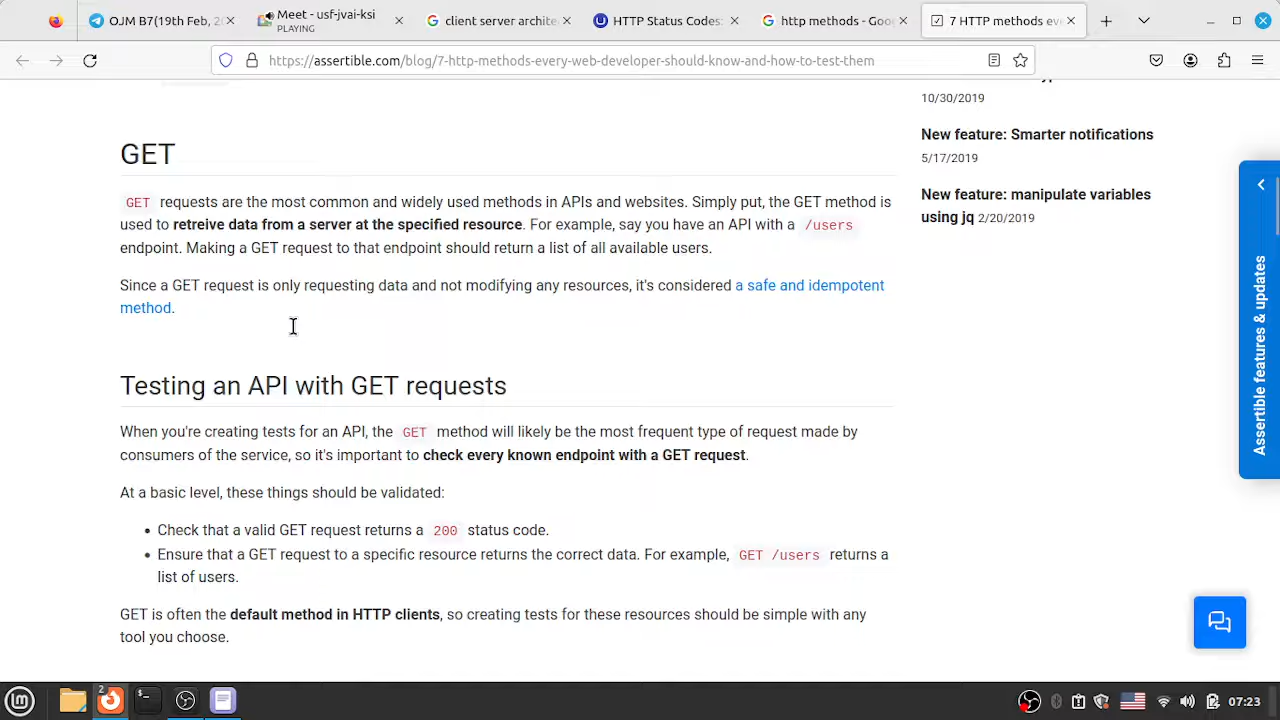 OJM B7(19th Feb, 2
Meet - usf-jvai-ksi
PLAYING
client server archite
HTTP Status Codes:
http methods - Goo
7 HTTP methods eve
https://assertible.com/blog/7-http-methods-every-web-developer-should-know-and-how-to-test-them
10/30/2019
New feature: Smarter notifications
5/17/2019
New feature: manipulate variables
using jq 2/20/2019
GET
GET requests are the most common and widely used methods in APIs and websites. Simply put, the GET method is
used to retreive data from a server at the specified resource. For example, say you have an API with a /users
endpoint. Making a GET request to that endpoint should return a list of all available users.
Since a GET request is only requesting data and not modifying any resources, it's considered a safe and idempotent
method.
Testing an API with GET requests
When you're creating tests for an API, the GET method will likely be the most frequent type of request made by
consumers of the service, so it's important to check every known endpoint with a GET request.
At a basic level, these things should be validated:
• Check that a valid GET request returns a 200 status code.
• Ensure that a GET request to a specific resource returns the correct data. For example, GET /users returns a
list of users.
GET is often the default method in HTTP clients, so creating tests for these resources should be simple with any
tool you choose.
Assertible features & updates
2
07:23